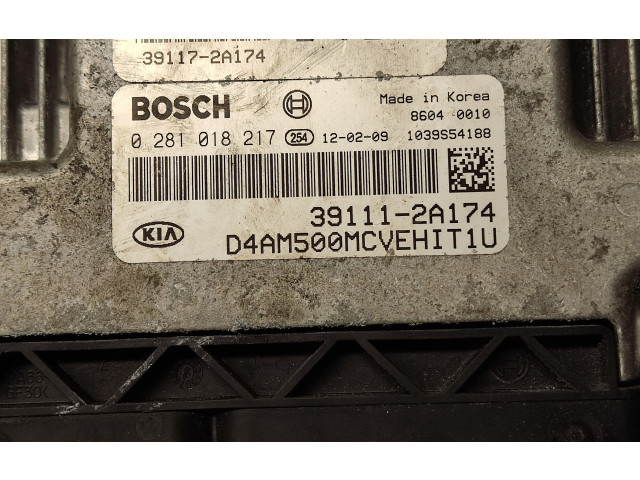 39117-2A174
BOSCH Made in Korea
8604 0010
0 281 018 217 254 12-02-09 1039S54188
39111-2A174
KIA
D4AM500MCVEHIT1U